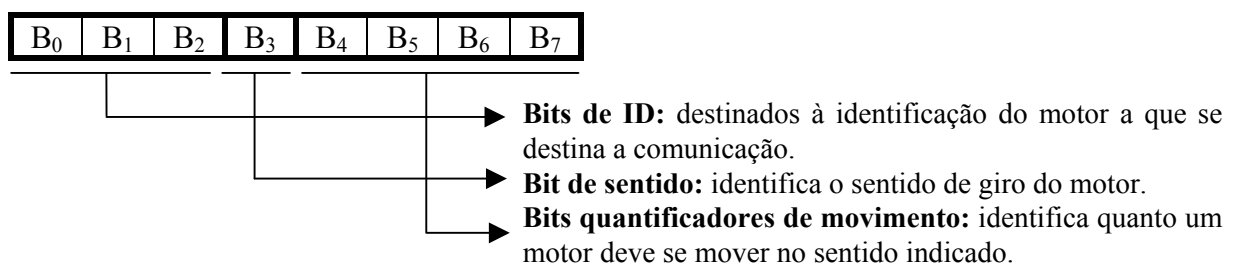 B₀ B₁ B₂ B₃ B₄ B₅ B₆ B₇
Bits de ID: destinados à identificação do motor a que se
destina a comunicação.
Bit de sentido: identifica o sentido de giro do motor.
Bits quantificadores de movimento: identifica quanto um
motor deve se mover no sentido indicado.